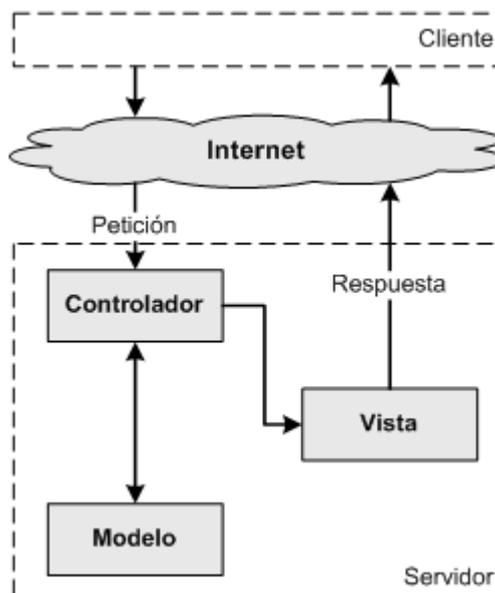 Cliente
Internet
Petición
Controlador
Respuesta
Vista
Modelo
Servidor